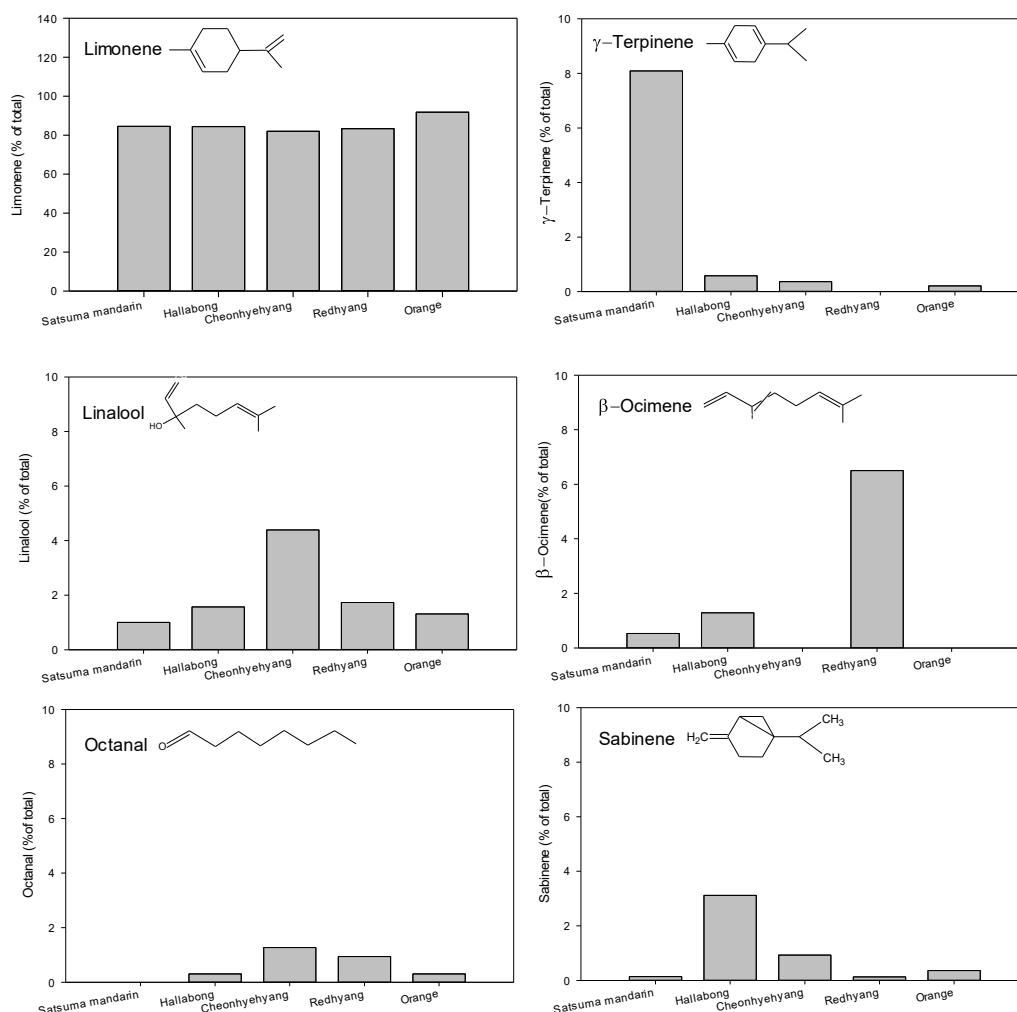 Limonene
Limonene (% of total)
140
120
100
80
60
40
20
0
Satsuma mandarin
Hallabong
Cheonhyehyang
Redhyang
Orange
γ−Terpinene
γ−Terpinene (% of total)
10
8
6
4
2
0
Satsuma mandarin
Hallabong
Cheonhyehyang
Redhyang
Orange
Linalool
HO
Linalool (% of total)
10
8
6
4
2
0
Satsuma mandarin
Hallabong
Cheonhyehyang
Redhyang
Orange
β−Ocimene
β−Ocimene(% of total)
10
8
6
4
2
0
Satsuma mandarin
Hallabong
Cheonhyehyang
Redhyang
Orange
Octanal
O
Octanal (%of total)
10
8
6
4
2
0
Satsuma mandarin
Hallabong
Cheonhyehyang
Redhyang
Orange
Sabinene
H2C
CH3
CH3
Sabinene (% of total)
10
8
6
4
2
0
Satsuma mandarin
Hallabong
Cheonhyehyang
Redhyang
Orange